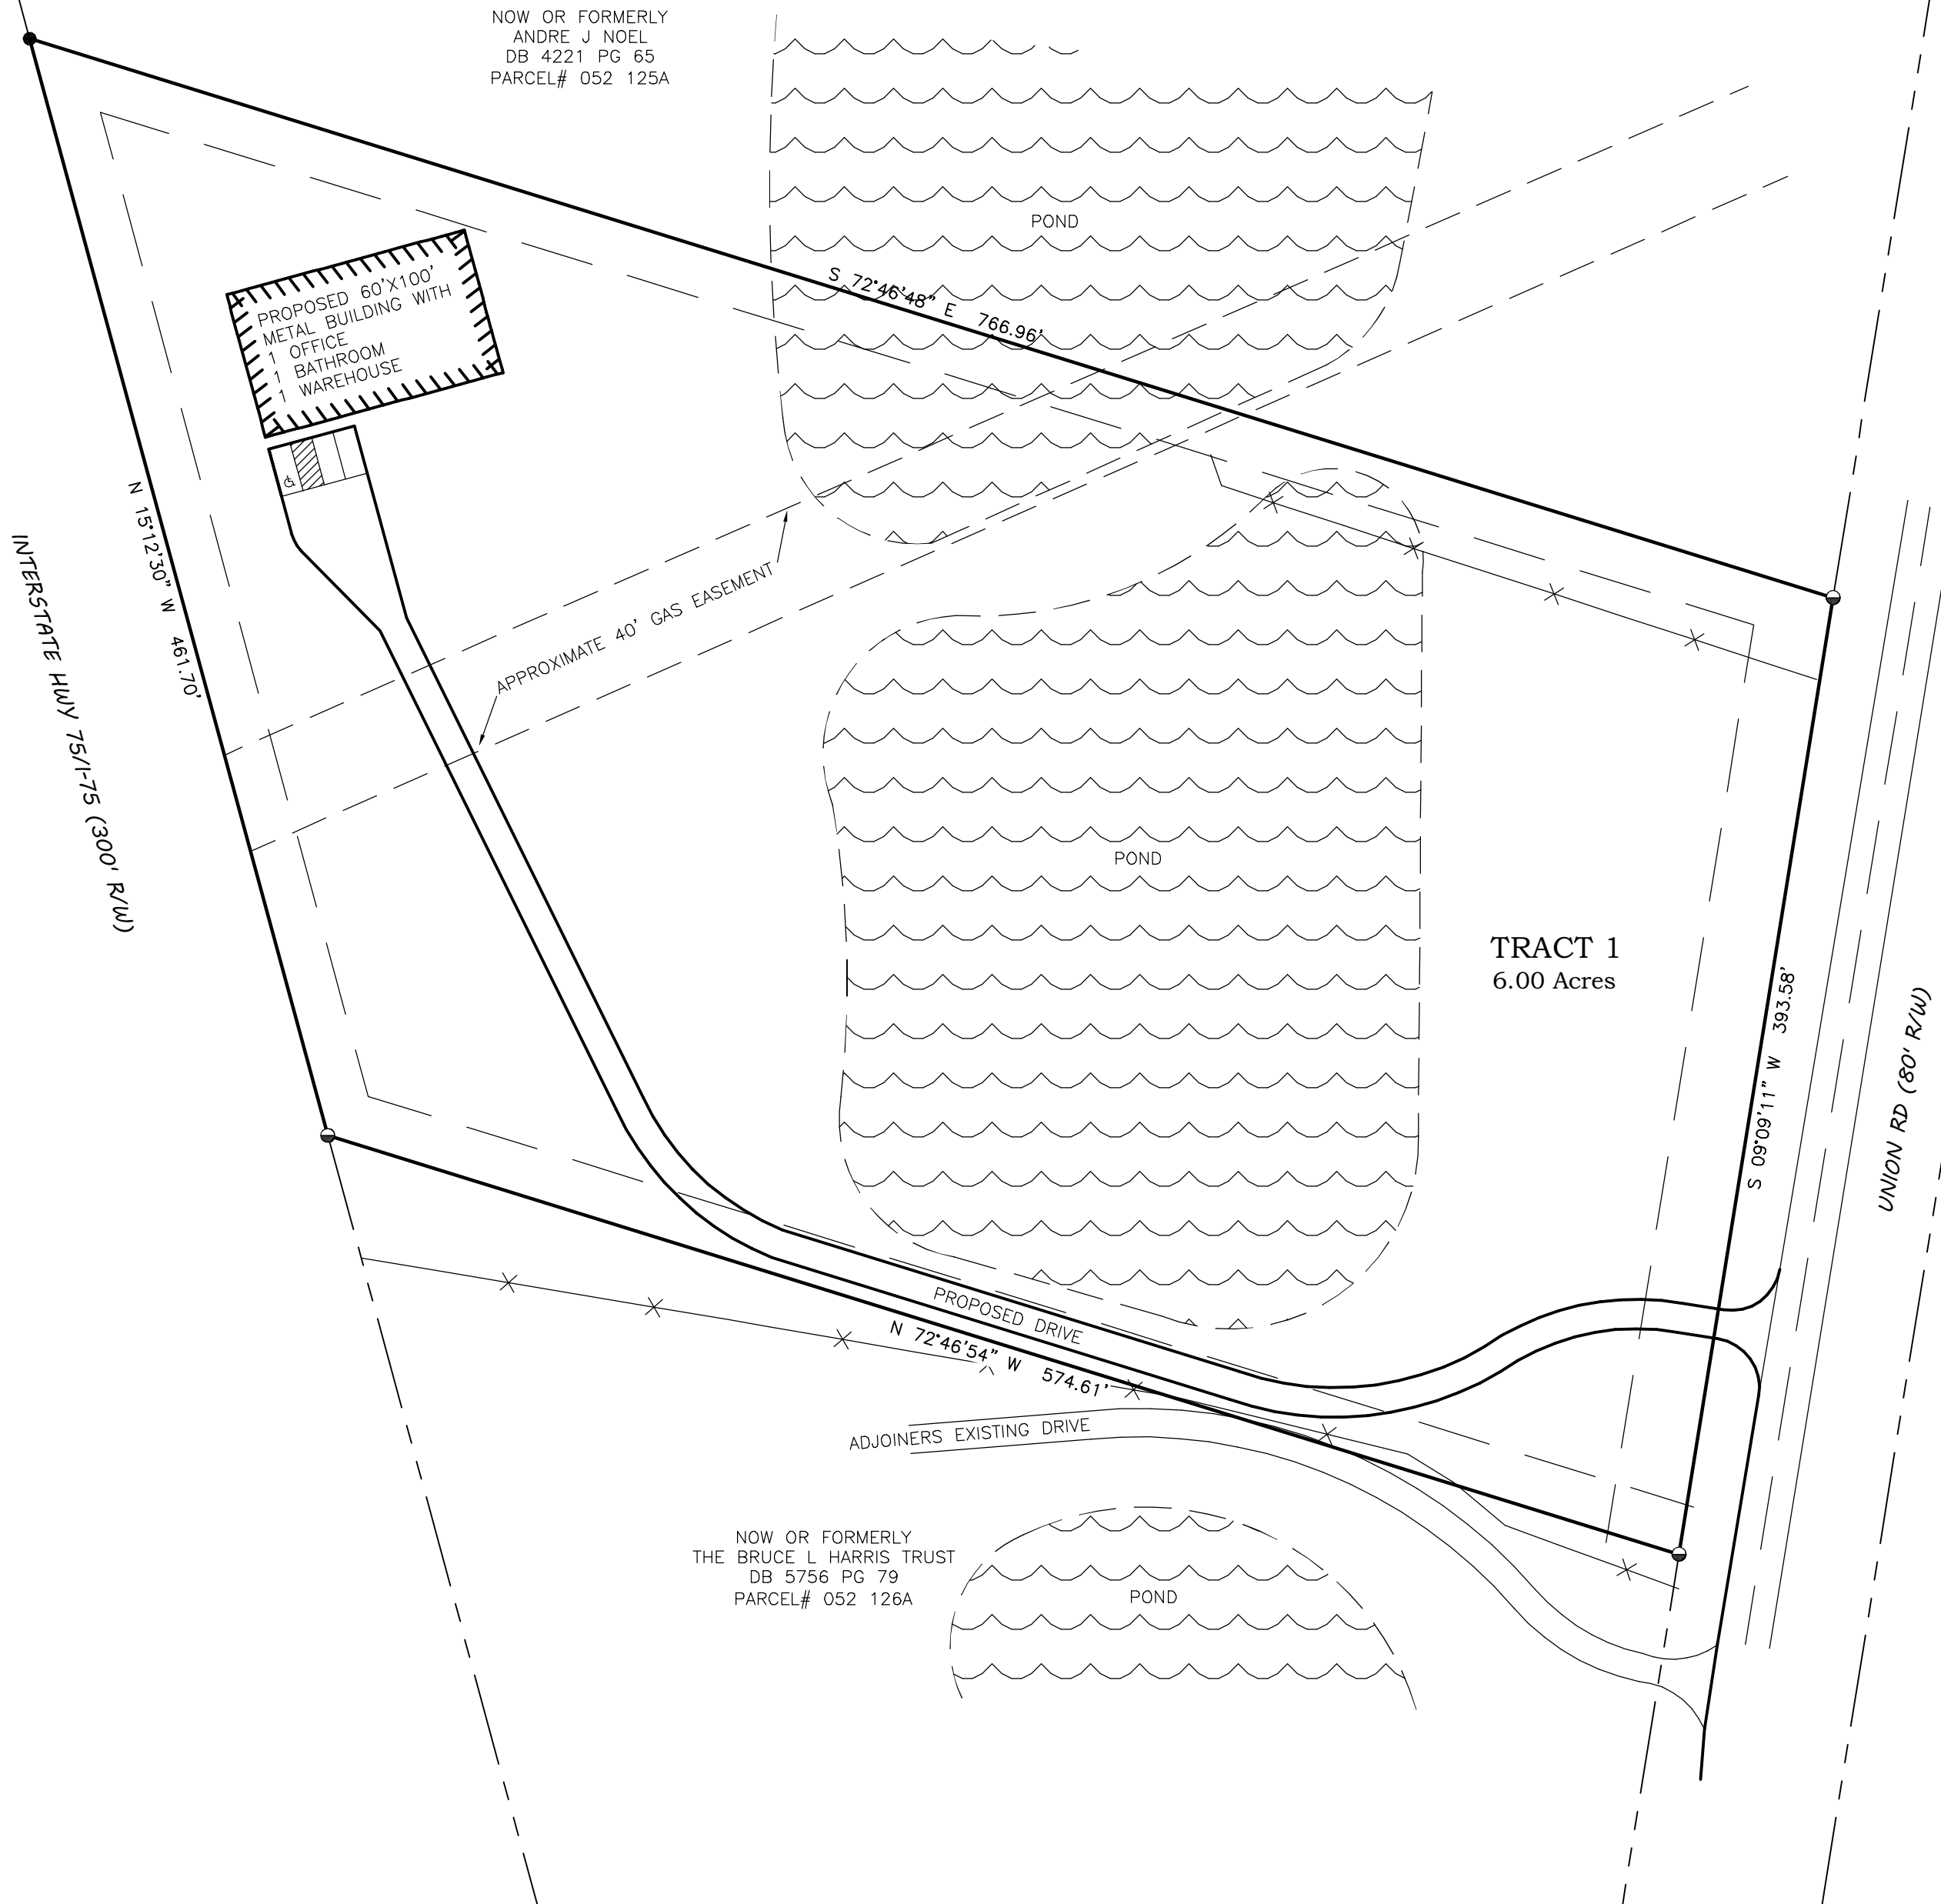 NOW OR FORMERLY
ANDRE J NOEL
DB 4221 PG 65
PARCEL# 052 125A
POND
S 72°46'48" E 766.96'
PROPOSED 60'X100'
METAL BUILDING WITH
1 OFFICE
1 BATHROOM
1 WAREHOUSE
N 15°12'30" W 461.70'
INTERSTATE HWY 75/I-75 (300' R/W)
APPROXIMATE 40' GAS EASEMENT
POND
TRACT 1
6.00 Acres
S 09°09'11" W 393.58'
UNION RD (80' R/W)
PROPOSED DRIVE
N 72°46'54" W 574.61'
ADJOINERS EXISTING DRIVE
NOW OR FORMERLY
THE BRUCE L HARRIS TRUST
DB 5756 PG 79
PARCEL# 052 126A
POND